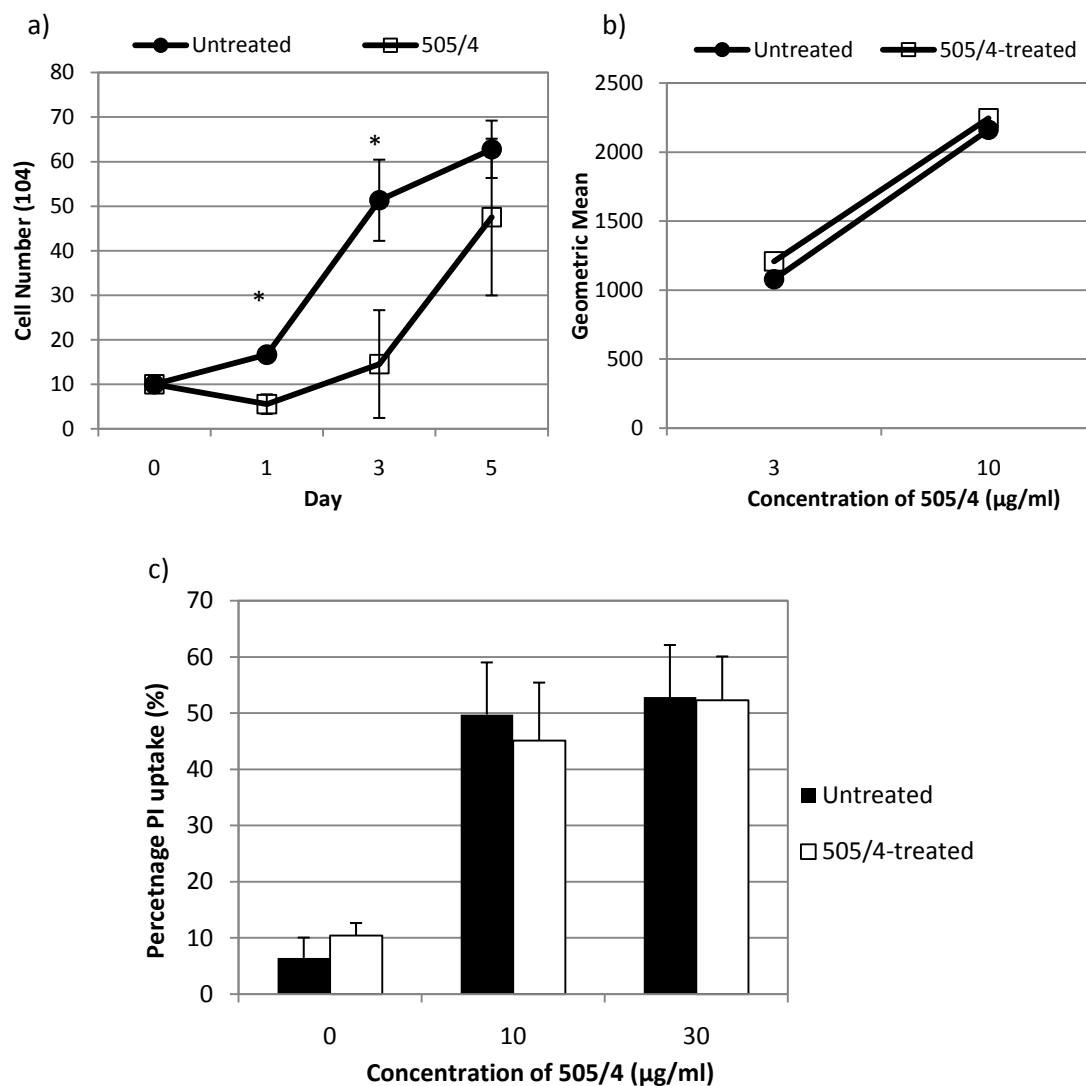 a)
Untreated 505/4
80
70
60
50
40
30
20
10
0
Cell Number (104)
*
*
0 1 3 5
Day
b)
Untreated 505/4-treated
2500
2000
1500
1000
500
0
Geometric Mean
3 10
Concentration of 505/4 (µg/ml)
c)
70
60
50
40
30
20
10
0
Percetnage PI uptake (%)
0 10 30
Concentration of 505/4 (µg/ml)
Untreated
505/4-treated